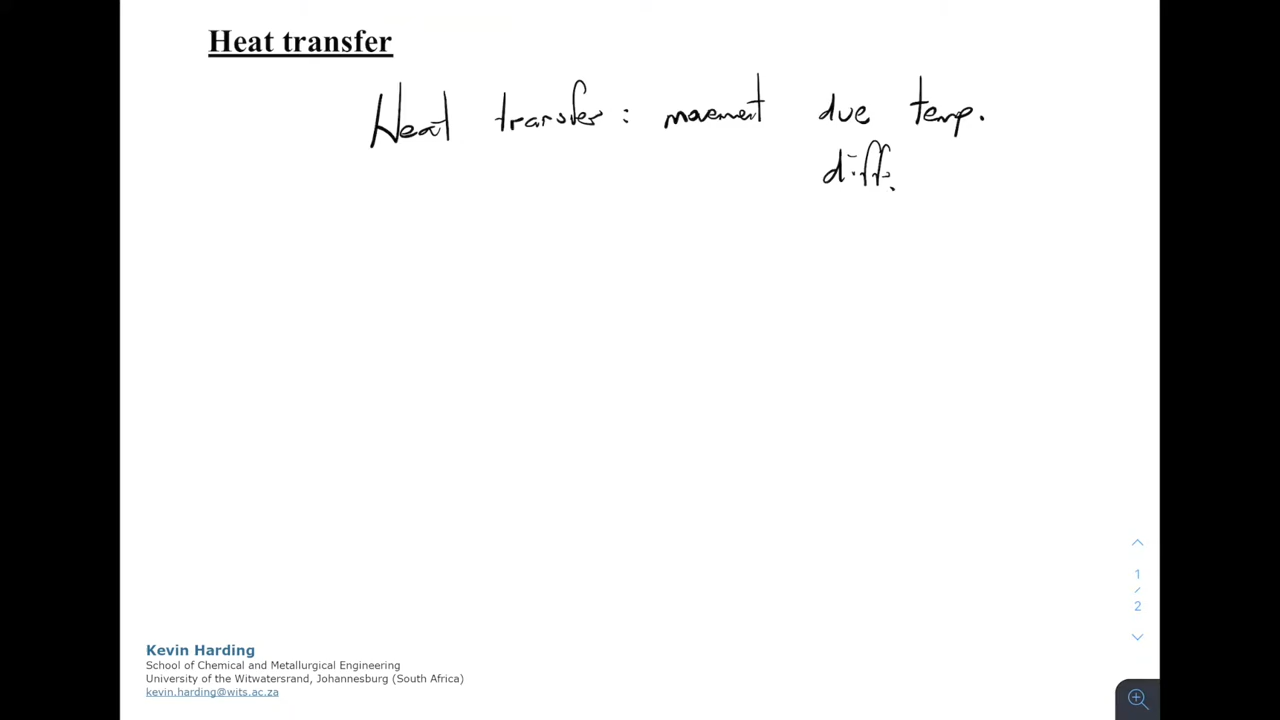 Heat transfer
Heat transfer : movement due temp.
diff.
1
/
2
Kevin Harding
School of Chemical and Metallurgical Engineering
University of the Witwatersrand, Johannesburg (South Africa)
kevin.harding@wits.ac.za